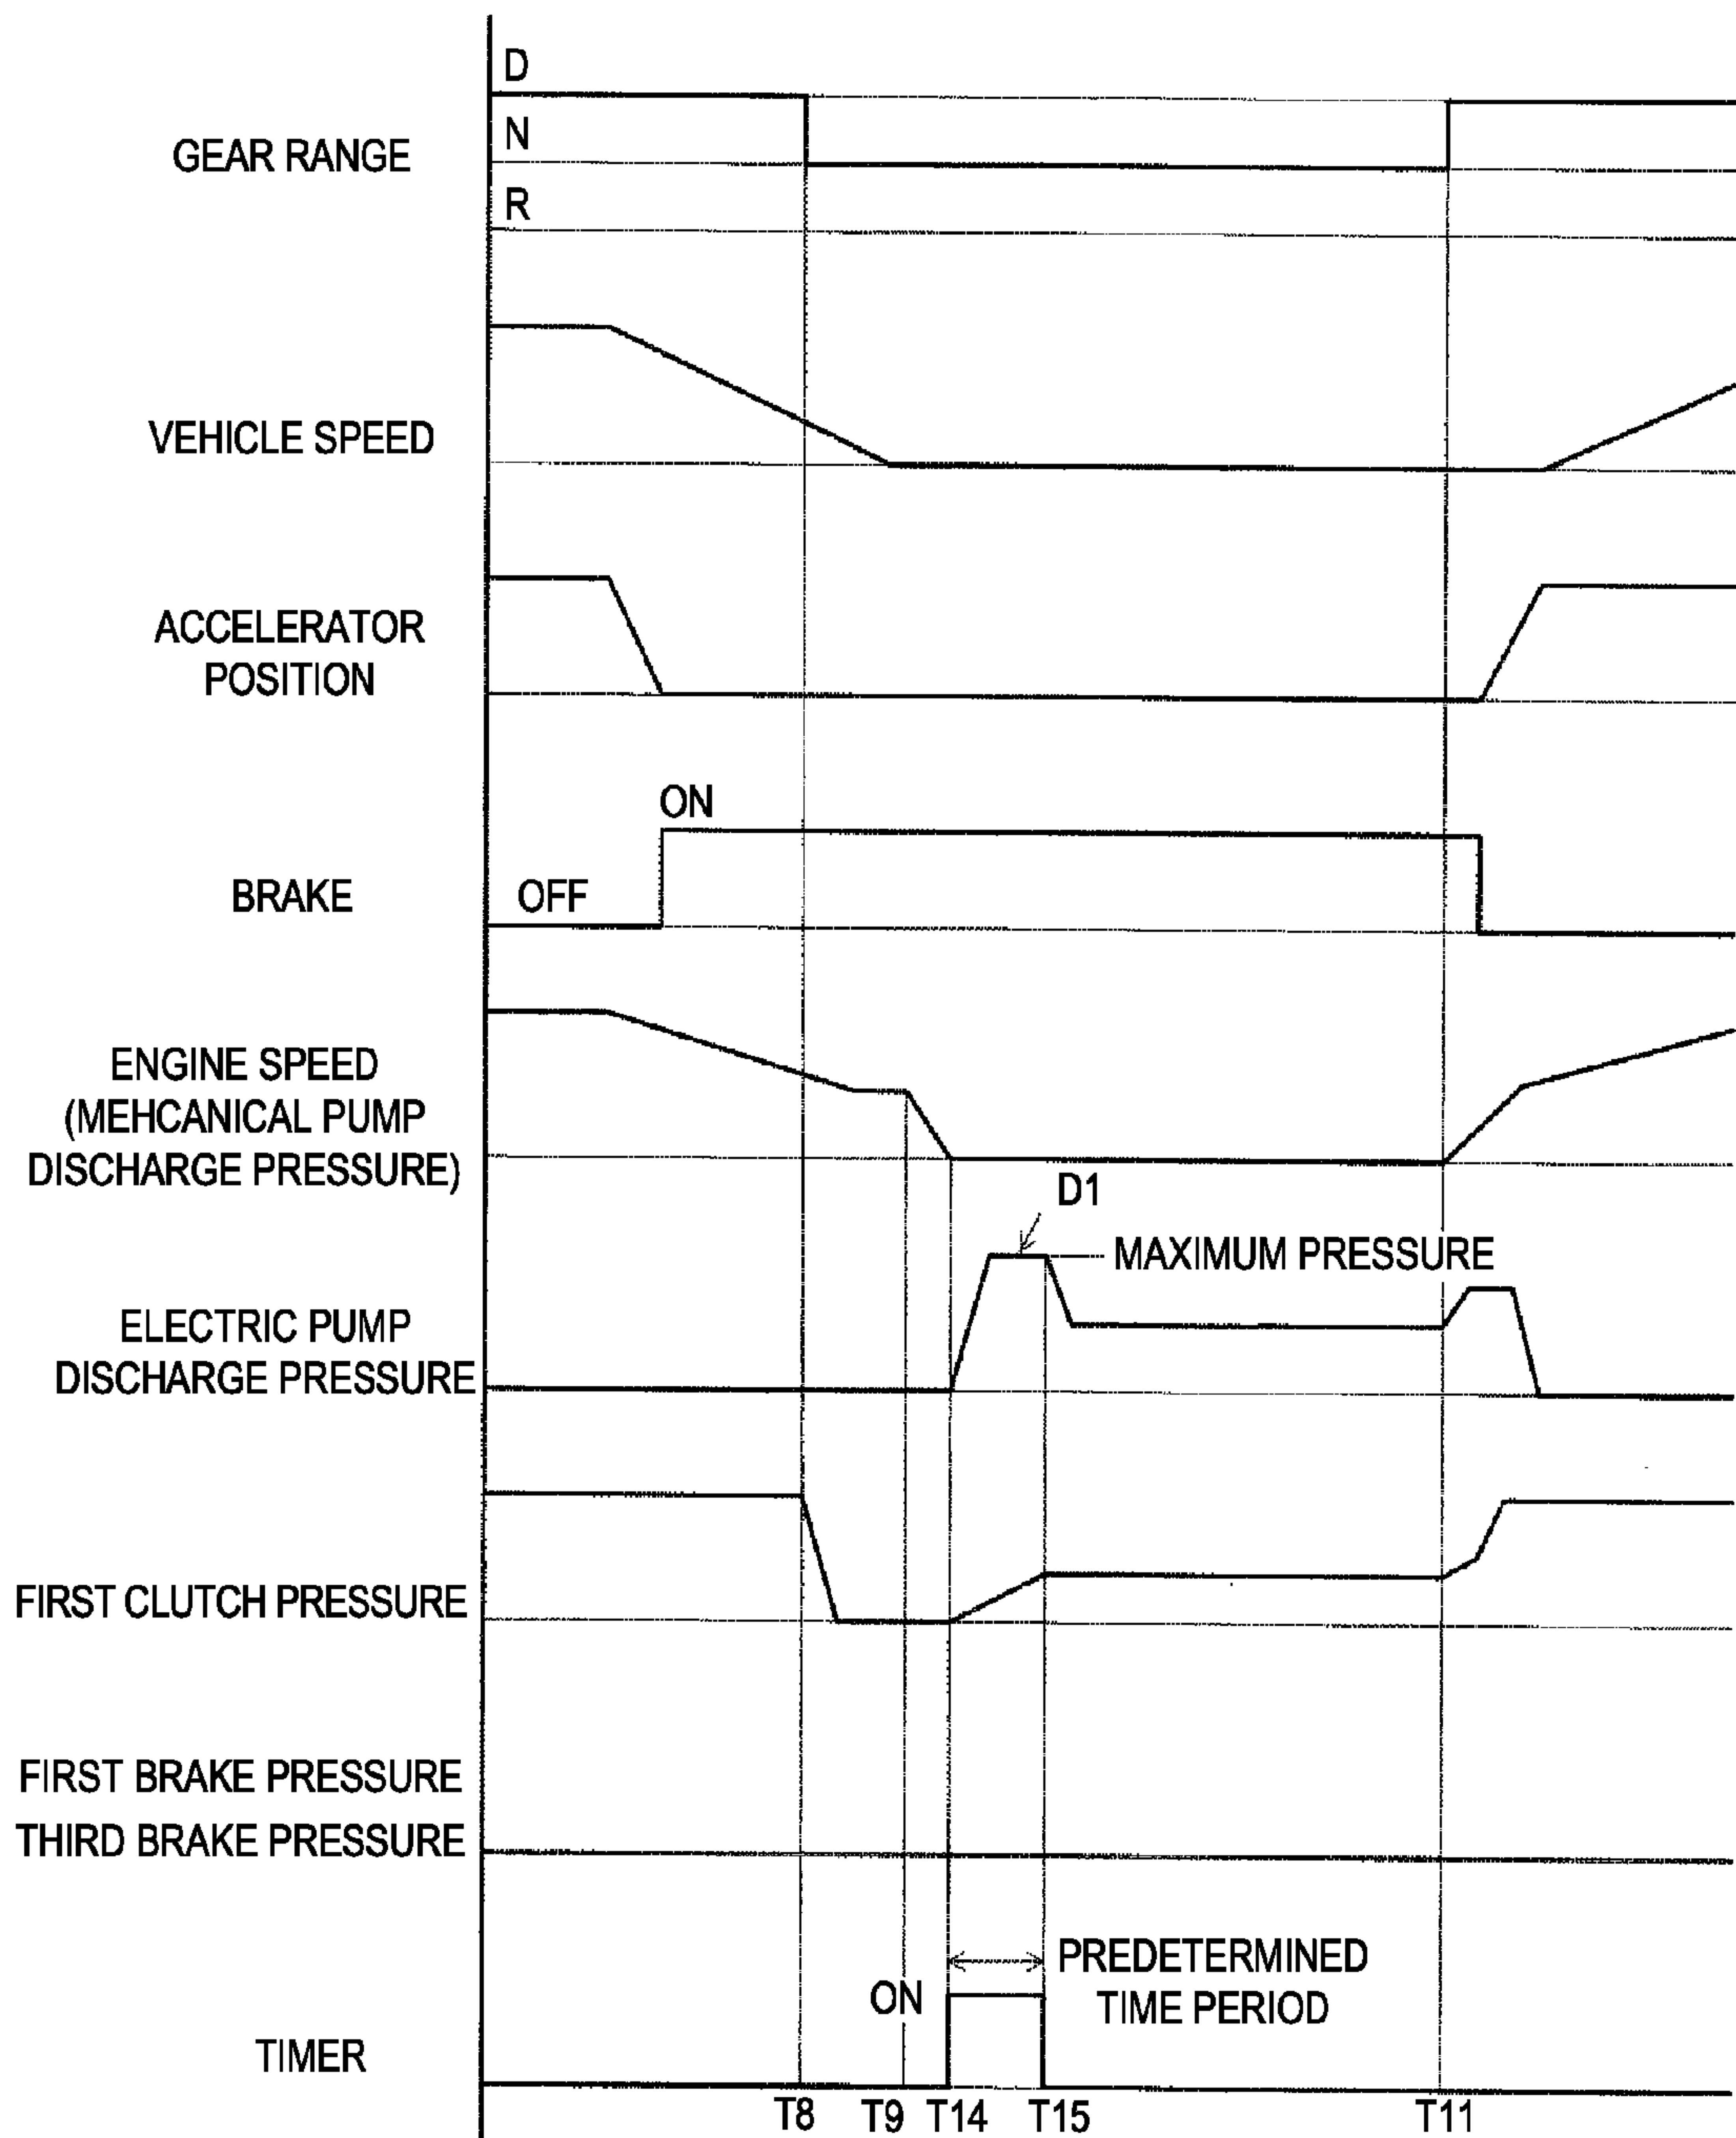 D
N
GEAR RANGE
R
VEHICLE SPEED
ACCELERATOR
POSITION
ON
BRAKE
OFF
ENGINE SPEED
(MEHCANICAL PUMP
DISCHARGE PRESSURE)
D1
MAXIMUM PRESSURE
ELECTRIC PUMP
DISCHARGE PRESSURE
FIRST CLUTCH PRESSURE
FIRST BRAKE PRESSURE
THIRD BRAKE PRESSURE
PREDETERMINED
TIME PERIOD
ON
TIMER
T8 T9 T14 T15 T11